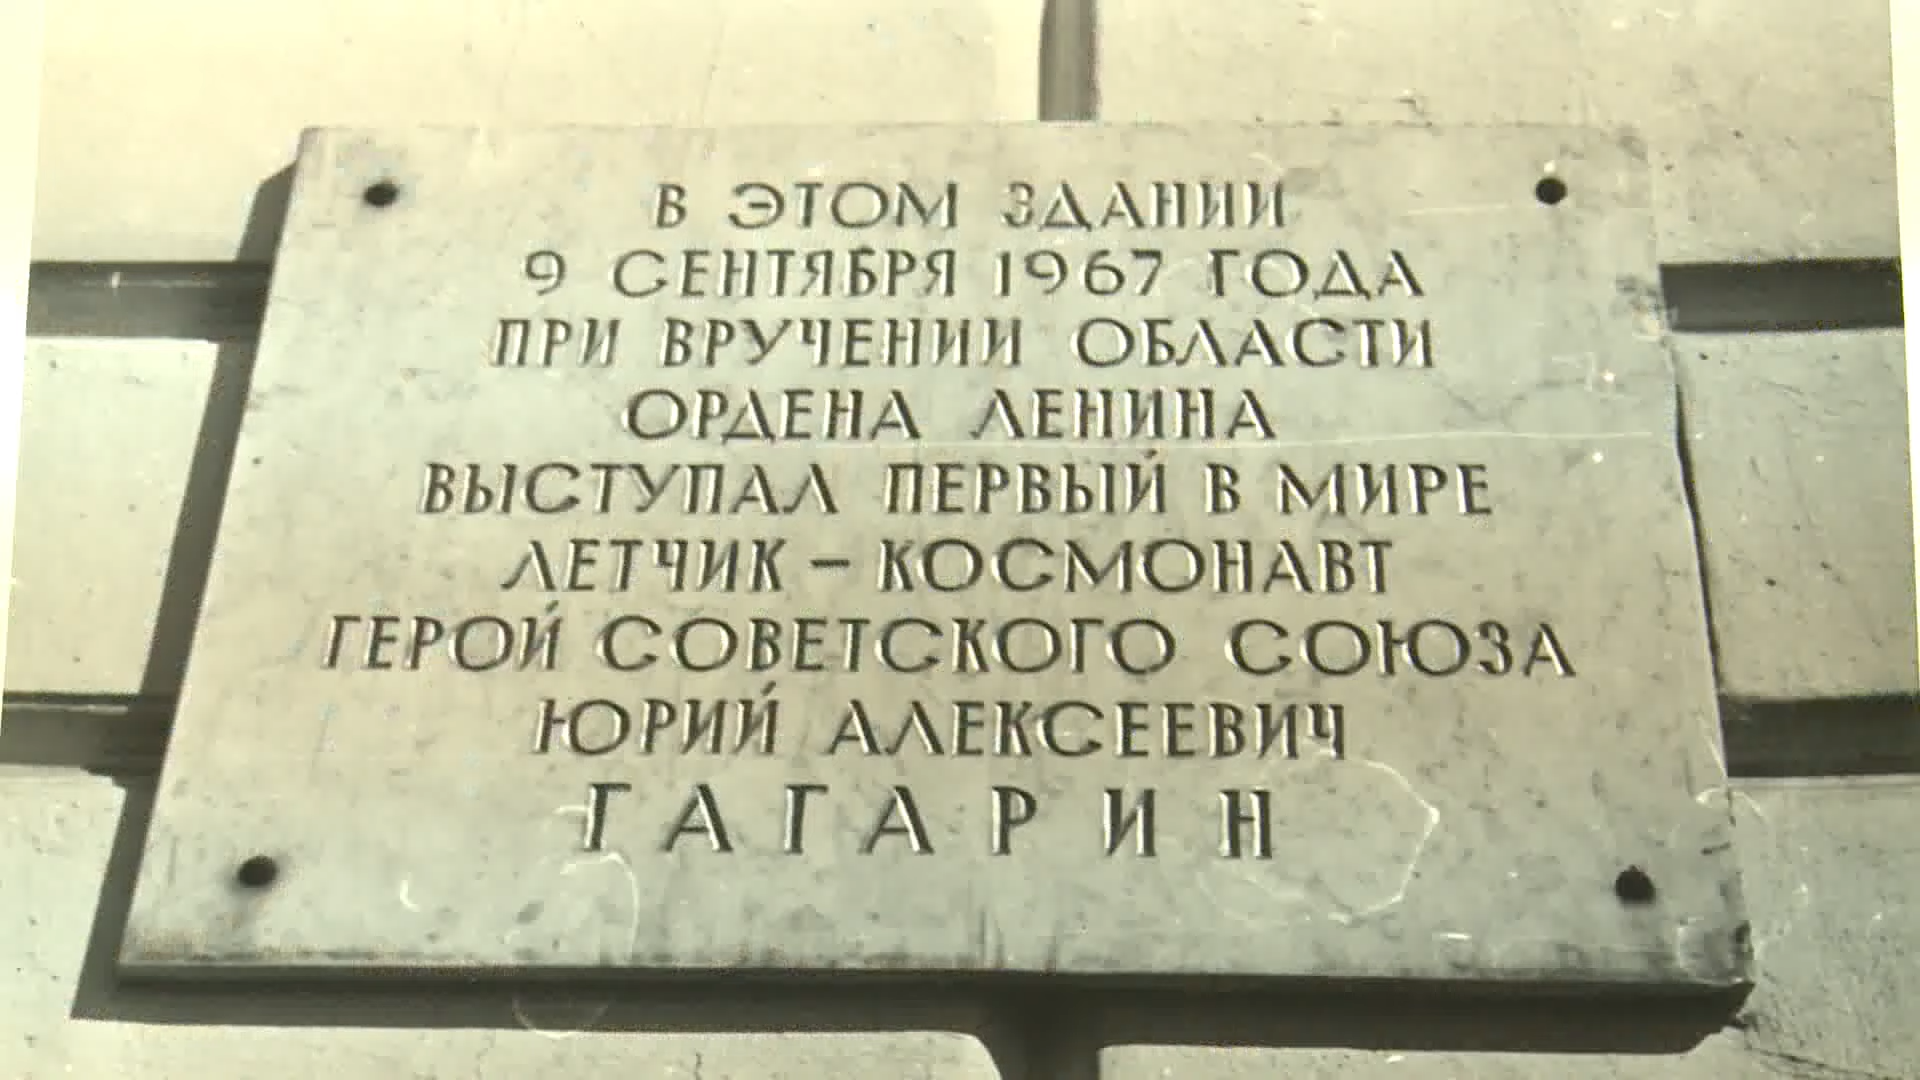 В ЭТОМ ЗДАНИИ
9 СЕНТЯБРЯ 1967 ГОДА
ПРИ ВРУЧЕНИИ ОБЛАСТИ
ОРДЕНА ЛЕНИНА
ВЫСТУПАЛ ПЕРВЫЙ В МИРЕ
ЛЕТЧИК – КОСМОНАВТ
ГЕРОЙ СОВЕТСКОГО СОЮЗА
ЮРИЙ АЛЕКСЕЕВИЧ
ГАГАРИН